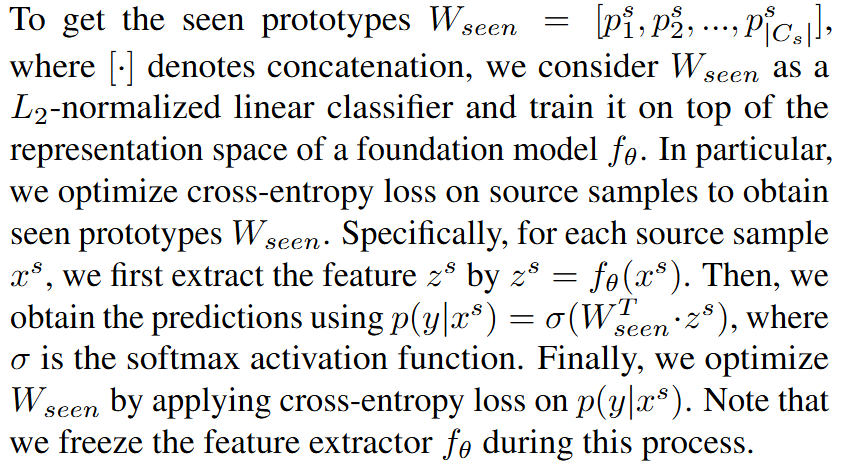 To get the seen prototypes $W_{seen} = [p_1^s, p_2^s, ..., p_{|C_s|}^s]$,
where $[\cdot]$ denotes concatenation, we consider $W_{seen}$ as a
$L_2$-normalized linear classifier and train it on top of the
representation space of a foundation model $f_\theta$. In particular,
we optimize cross-entropy loss on source samples to obtain
seen prototypes $W_{seen}$. Specifically, for each source sample
$x^s$, we first extract the feature $z^s$ by $z^s = f_\theta(x^s)$. Then, we
obtain the predictions using $p(y|x^s) = \sigma(W_{seen}^T \cdot z^s)$, where
$\sigma$ is the softmax activation function. Finally, we optimize
$W_{seen}$ by applying cross-entropy loss on $p(y|x^s)$. Note that
we freeze the feature extractor $f_\theta$ during this process.